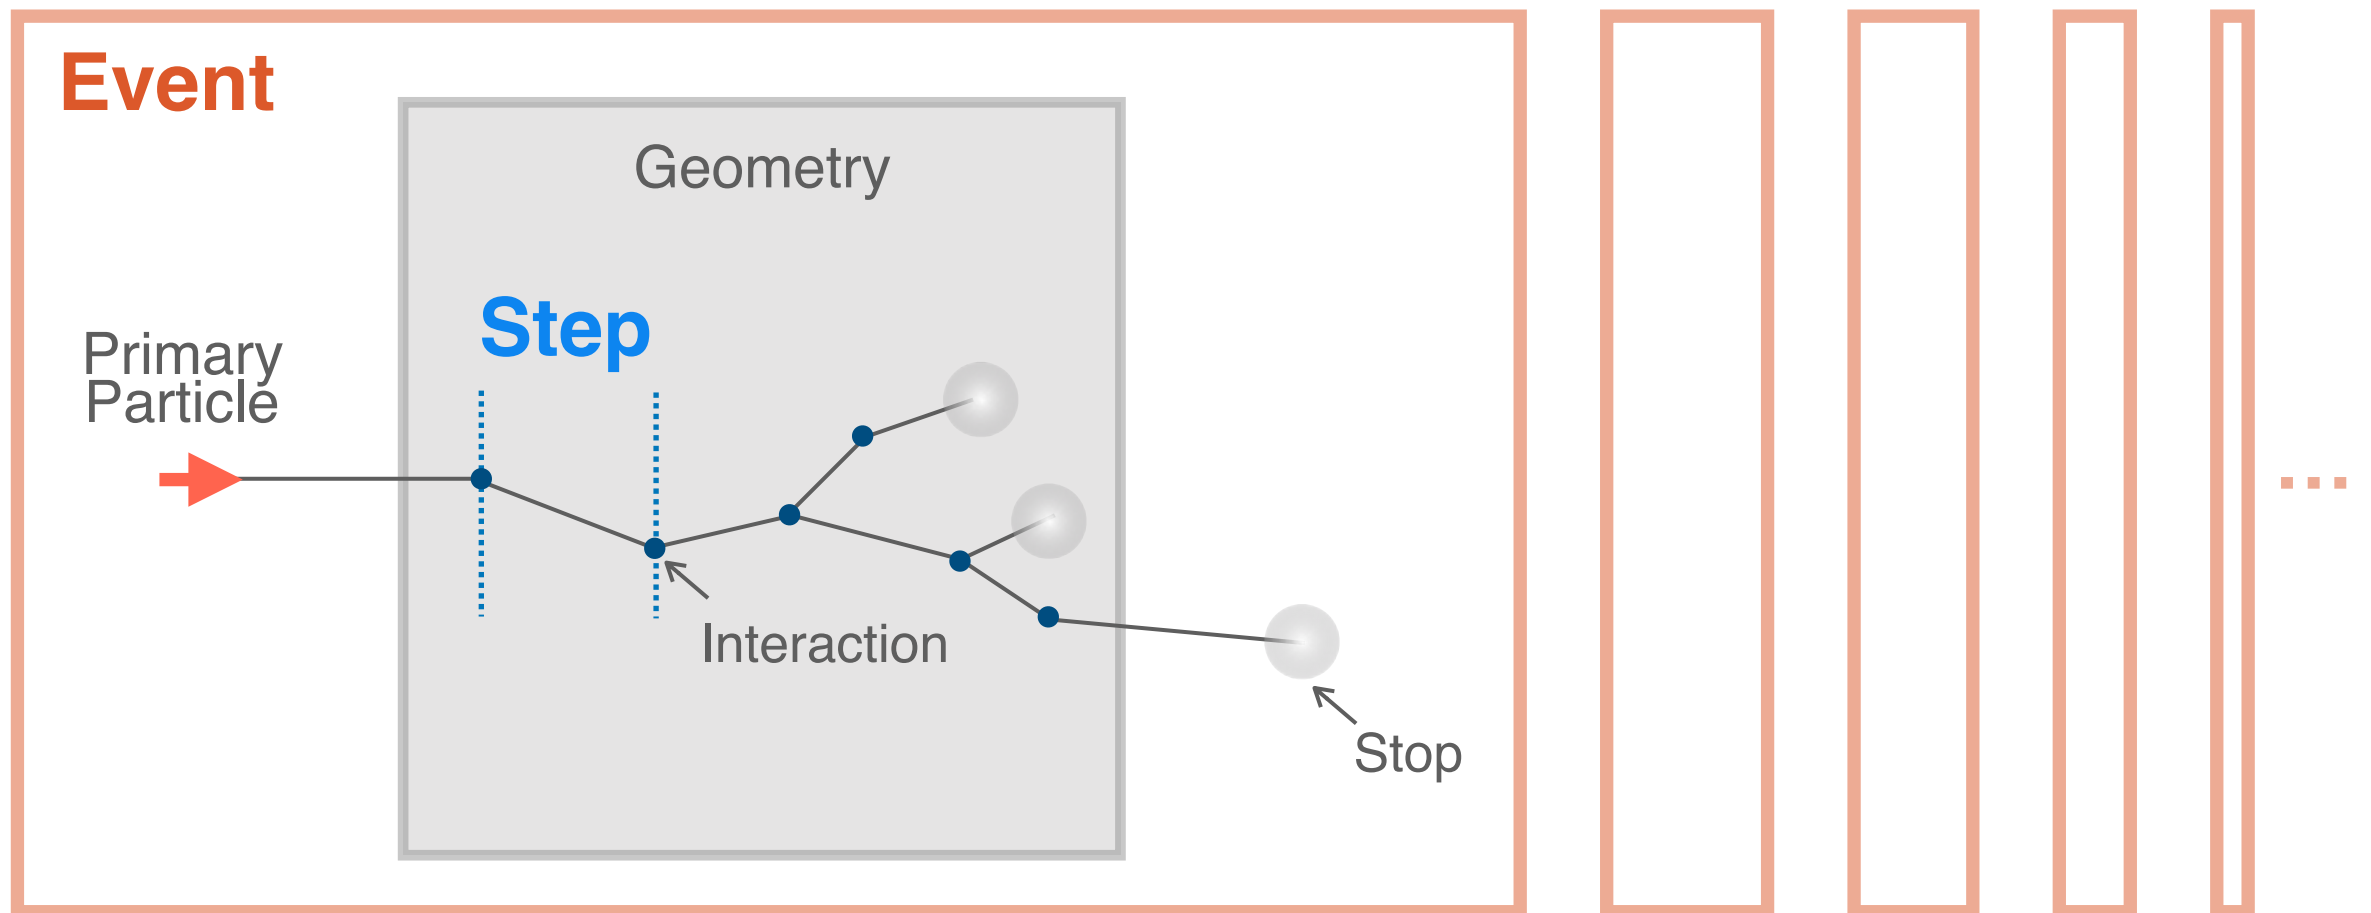 Event
Geometry
Step
Primary
Particle
Interaction
Stop
...